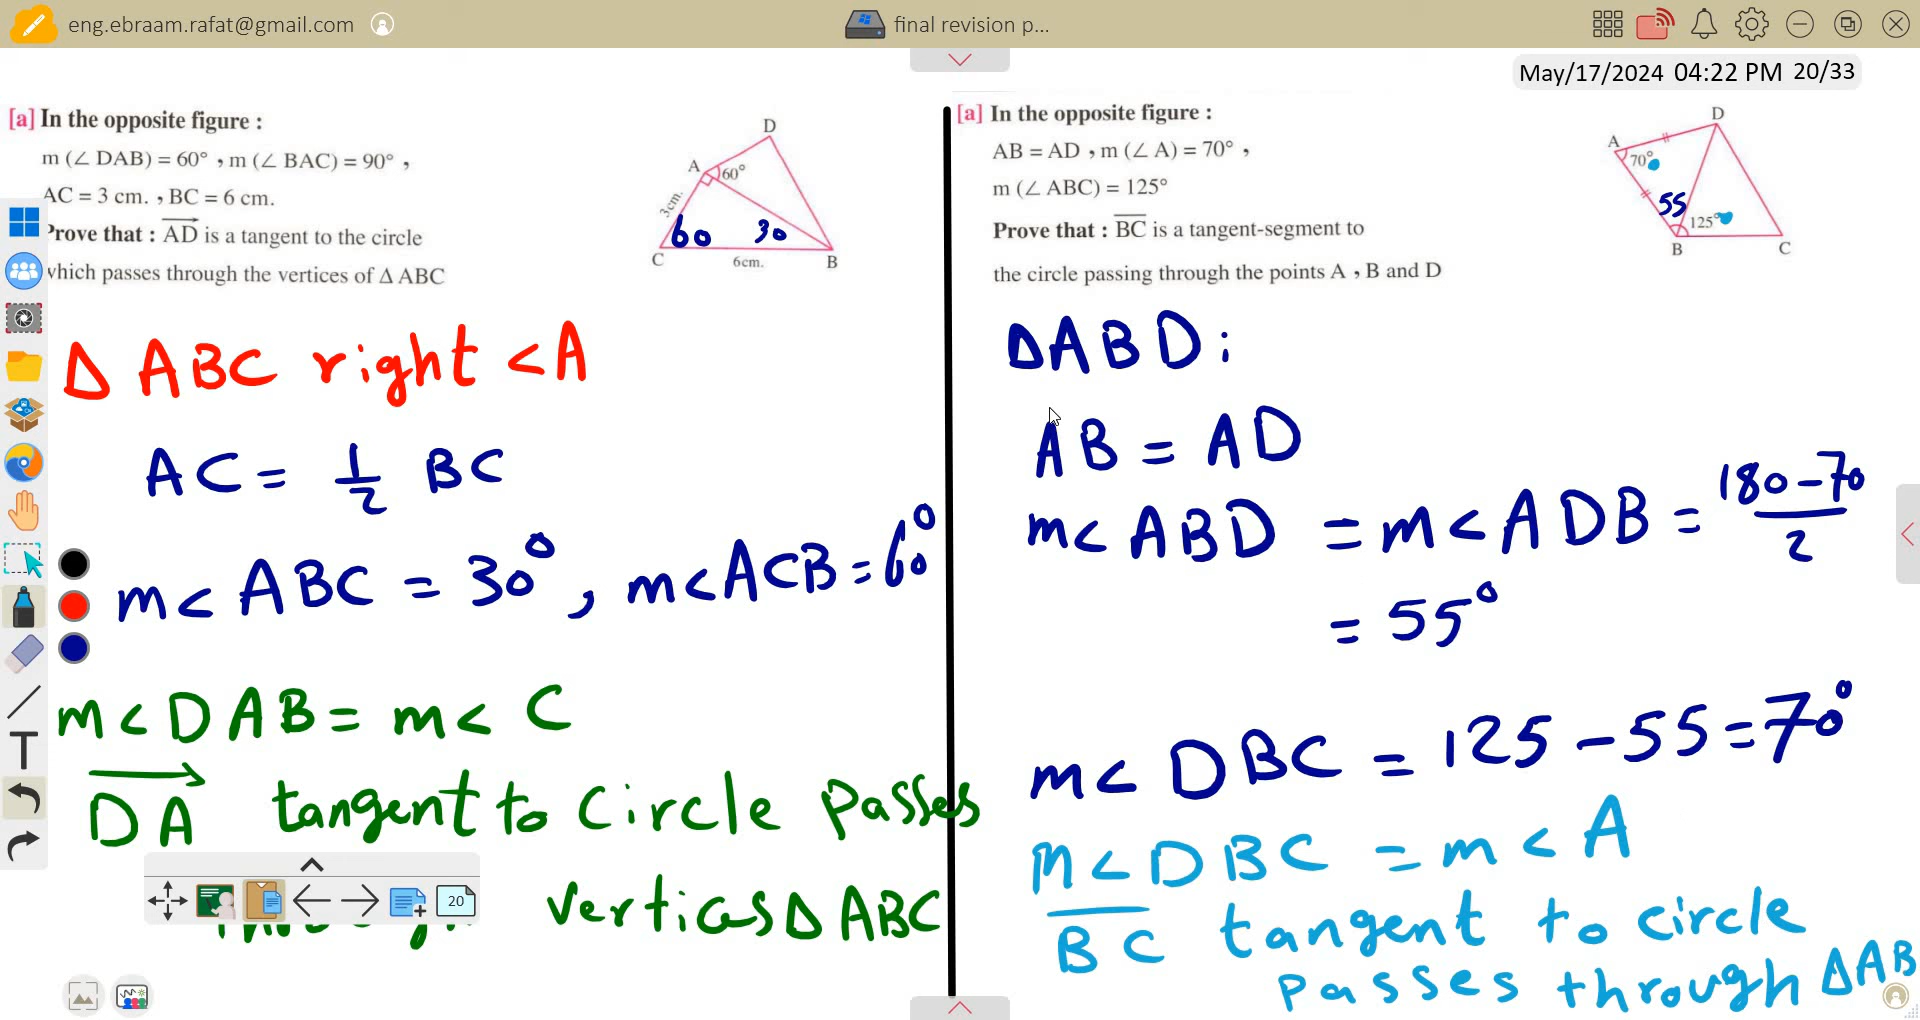 eng.ebraam.rafat@gmail.com
final revision p...
May/17/2024 04:22 PM 20/33
[a] In the opposite figure :
m (∠ DAB) = 60° , m (∠ BAC) = 90° ,
AC = 3 cm. , BC = 6 cm.
Prove that : AD is a tangent to the circle
which passes through the vertices of Δ ABC
D
A
60°
3cm.
60
30
C
6cm.
B
Δ ABC right <A
AC = 1/2 BC
m< ABC = 30° , m<ACB = 60°
m< DAB = m< C
DA tangent to circle passes
vertices Δ ABC
[a] In the opposite figure :
AB = AD , m (∠ A) = 70° ,
m (∠ ABC) = 125°
Prove that : BC is a tangent-segment to
the circle passing through the points A , B and D
D
A
70°
55
125°
B
C
ΔABD :
AB = AD
m< ABD = m< ADB = 180-70/2
= 55°
m< DBC = 125 - 55 = 70°
m< DBC = m< A
BC tangent to circle
passes through ΔAB
T
20